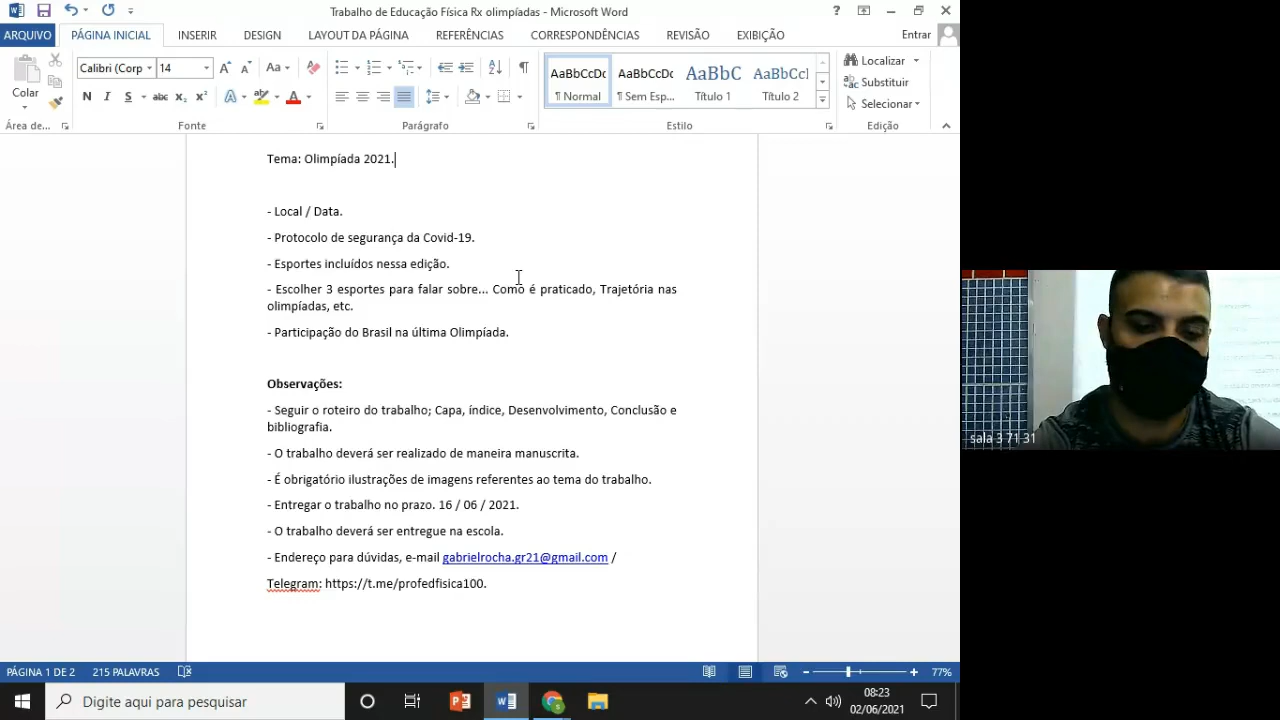 Trabalho de Educação Física Rx olimpíadas - Microsoft Word
?
ARQUIVO PÁGINA INICIAL INSERIR DESIGN LAYOUT DA PÁGINA REFERÊNCIAS CORRESPONDÊNCIAS REVISÃO EXIBIÇÃO Entrar
Colar
Calibri (Corp 14 Aa
N I S abc x₂ x² A A
AaBbCcDc AaBbCcDc AaBbC AaBbCcI
¶ Normal ¶ Sem Esp... Título 1 Título 2
Localizar
Substituir
Selecionar
Área de... Fonte Parágrafo Estilo Edição
Tema: Olimpíada 2021.
- Local / Data.
- Protocolo de segurança da Covid-19.
- Esportes incluídos nessa edição.
- Escolher 3 esportes para falar sobre... Como é praticado, Trajetória nas
olimpíadas, etc.
- Participação do Brasil na última Olimpíada.
Observações:
- Seguir o roteiro do trabalho; Capa, índice, Desenvolvimento, Conclusão e
bibliografia.
- O trabalho deverá ser realizado de maneira manuscrita.
- É obrigatório ilustrações de imagens referentes ao tema do trabalho.
- Entregar o trabalho no prazo. 16 / 06 / 2021.
- O trabalho deverá ser entregue na escola.
- Endereço para dúvidas, e-mail gabrielrocha.gr21@gmail.com /
Telegram: https://t.me/profedfisica100.
PÁGINA 1 DE 2 215 PALAVRAS 77%
Digite aqui para pesquisar
08:23
02/06/2021
sala 3 71 31